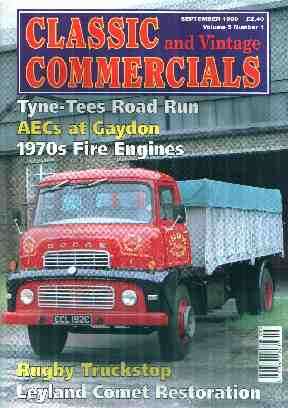 SEPTEMBER 1999 £2.40
Volume 5 Number 1
CLASSIC and Vintage
COMMERCIALS
Tyne-Tees Road Run
AECs at Gaydon
1970s Fire Engines
DODGE
Rugby Truckstop
Leyland Comet Restoration